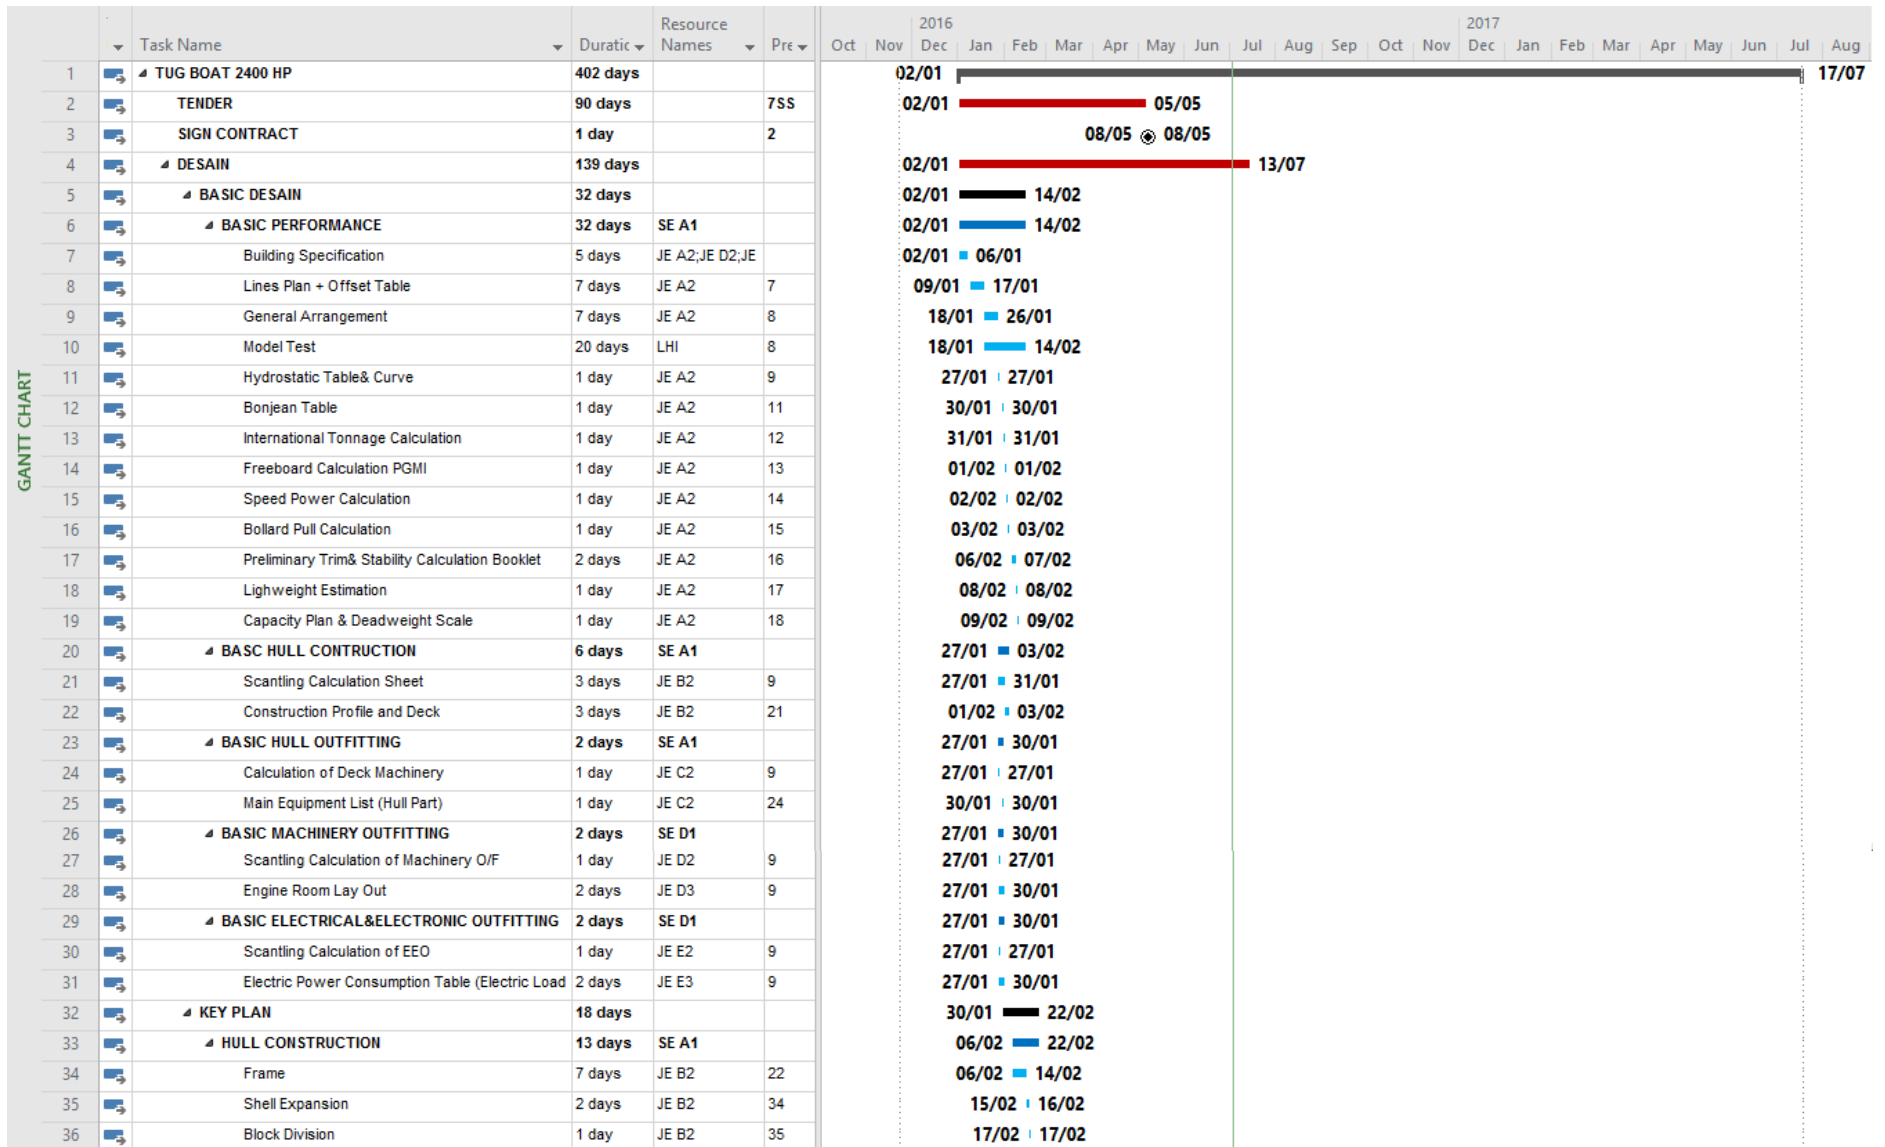 2016 2017
Task Name Duratic Resource Names Pre Oct Nov Dec Jan Feb Mar Apr May Jun Jul Aug Sep Oct Nov Dec Jan Feb Mar Apr May Jun Jul Aug
GANTT CHART
1 TUG BOAT 2400 HP 402 days 02/01 17/07
2 TENDER 90 days 7SS 02/01 05/05
3 SIGN CONTRACT 1 day 2 08/05 08/05
4 DESAIN 139 days 02/01 13/07
5 BASIC DESAIN 32 days 02/01 14/02
6 BASIC PERFORMANCE 32 days SE A1 02/01 14/02
7 Building Specification 5 days JE A2;JE D2;JE 02/01 06/01
8 Lines Plan + Offset Table 7 days JE A2 7 09/01 17/01
9 General Arrangement 7 days JE A2 8 18/01 26/01
10 Model Test 20 days LHI 8 18/01 14/02
11 Hydrostatic Table& Curve 1 day JE A2 9 27/01 27/01
12 Bonjean Table 1 day JE A2 11 30/01 30/01
13 International Tonnage Calculation 1 day JE A2 12 31/01 31/01
14 Freeboard Calculation PGMI 1 day JE A2 13 01/02 01/02
15 Speed Power Calculation 1 day JE A2 14 02/02 02/02
16 Bollard Pull Calculation 1 day JE A2 15 03/02 03/02
17 Preliminary Trim& Stability Calculation Booklet 2 days JE A2 16 06/02 07/02
18 Lighweight Estimation 1 day JE A2 17 08/02 08/02
19 Capacity Plan & Deadweight Scale 1 day JE A2 18 09/02 09/02
20 BASC HULL CONTRUCTION 6 days SE A1 27/01 03/02
21 Scantling Calculation Sheet 3 days JE B2 9 27/01 31/01
22 Construction Profile and Deck 3 days JE B2 21 01/02 03/02
23 BASIC HULL OUTFITTING 2 days SE A1 27/01 30/01
24 Calculation of Deck Machinery 1 day JE C2 9 27/01 27/01
25 Main Equipment List (Hull Part) 1 day JE C2 24 30/01 30/01
26 BASIC MACHINERY OUTFITTING 2 days SE D1 27/01 30/01
27 Scantling Calculation of Machinery O/F 1 day JE D2 9 27/01 27/01
28 Engine Room Lay Out 2 days JE D3 9 27/01 30/01
29 BASIC ELECTRICAL&ELECTRONIC OUTFITTING 2 days SE D1 27/01 30/01
30 Scantling Calculation of EEO 1 day JE E2 9 27/01 27/01
31 Electric Power Consumption Table (Electric Load 2 days JE E3 9 27/01 30/01
32 KEY PLAN 18 days 30/01 22/02
33 HULL CONSTRUCTION 13 days SE A1 06/02 22/02
34 Frame 7 days JE B2 22 06/02 14/02
35 Shell Expansion 2 days JE B2 34 15/02 16/02
36 Block Division 1 day JE B2 35 17/02 17/02